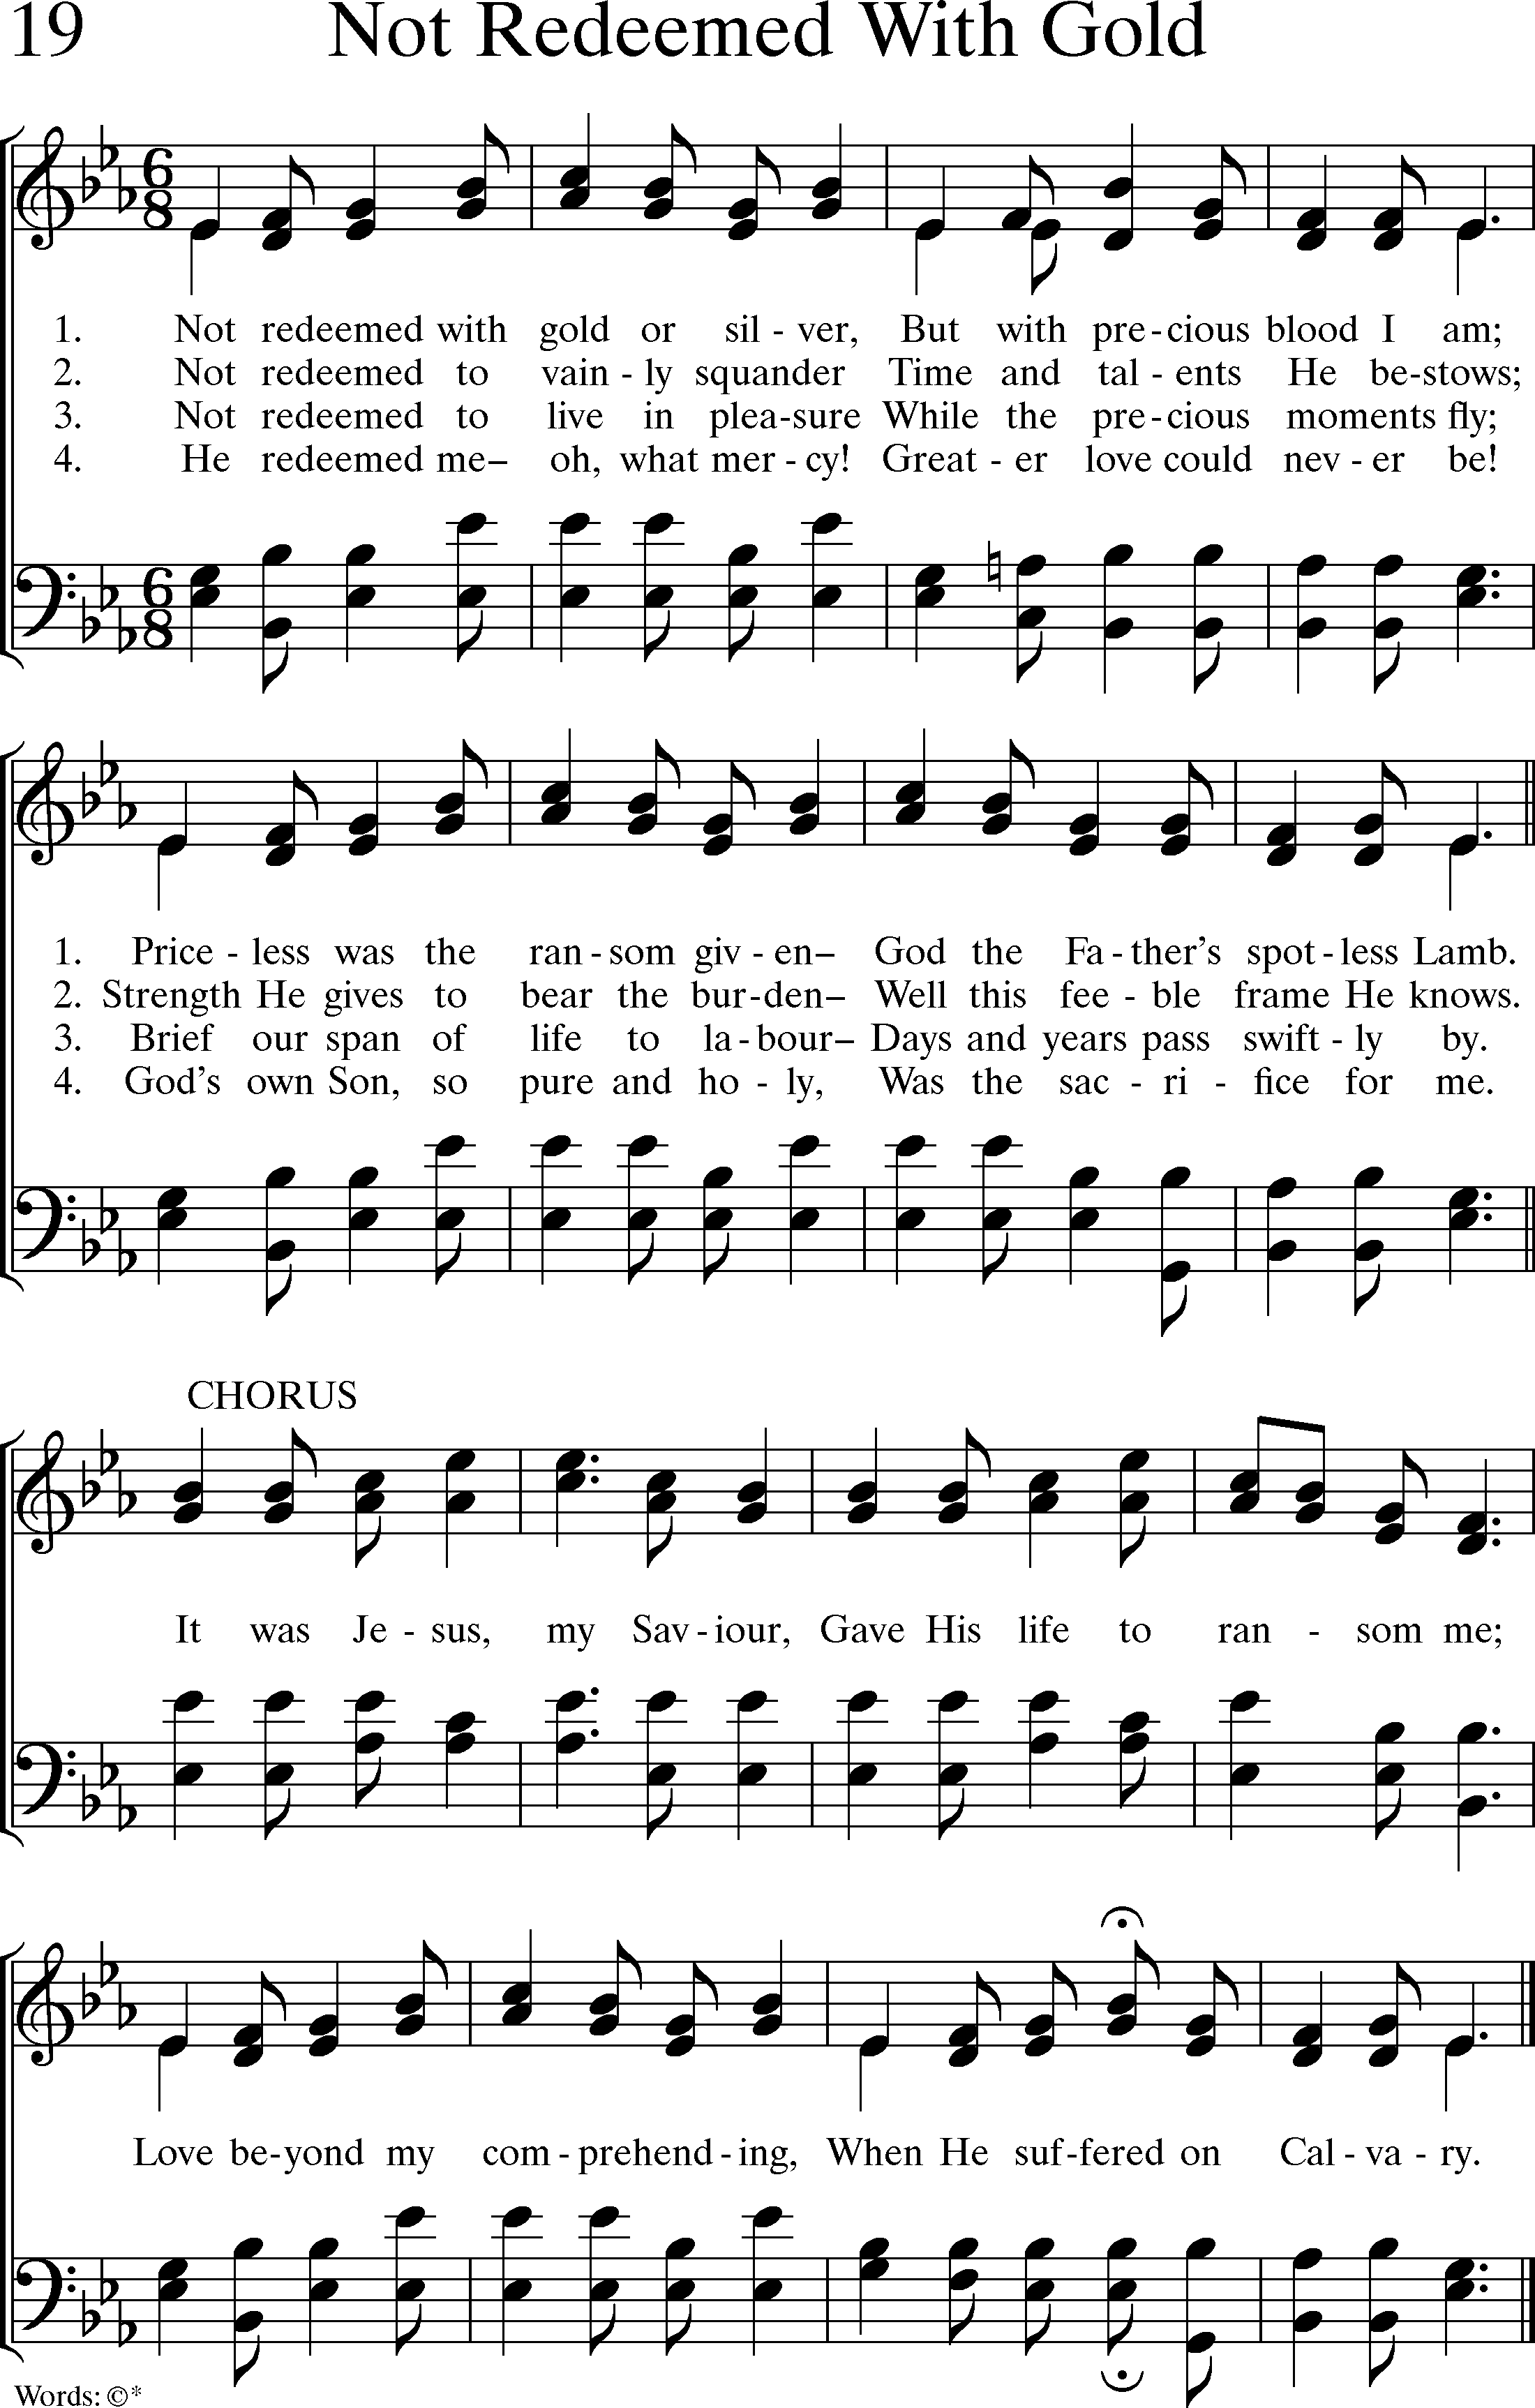 19 Not Redeemed With Gold
1. Not redeemed with gold or sil - ver, But with pre - cious blood I am;
2. Not redeemed to vain - ly squander Time and tal - ents He be - stows;
3. Not redeemed to live in plea - sure While the pre - cious moments fly;
4. He redeemed me– oh, what mer - cy! Great - er love could nev - er be!
1. Price - less was the ran - som giv - en– God the Fa - ther's spot - less Lamb.
2. Strength He gives to bear the bur - den– Well this fee - ble frame He knows.
3. Brief our span of life to la - bour– Days and years pass swift - ly by.
4. God's own Son, so pure and ho - ly, Was the sac - ri - fice for me.
CHORUS
It was Je - sus, my Sav - iour, Gave His life to ran - som me;
Love be - yond my com - prehend - ing, When He suf - fered on Cal - va - ry.
Words: ©*